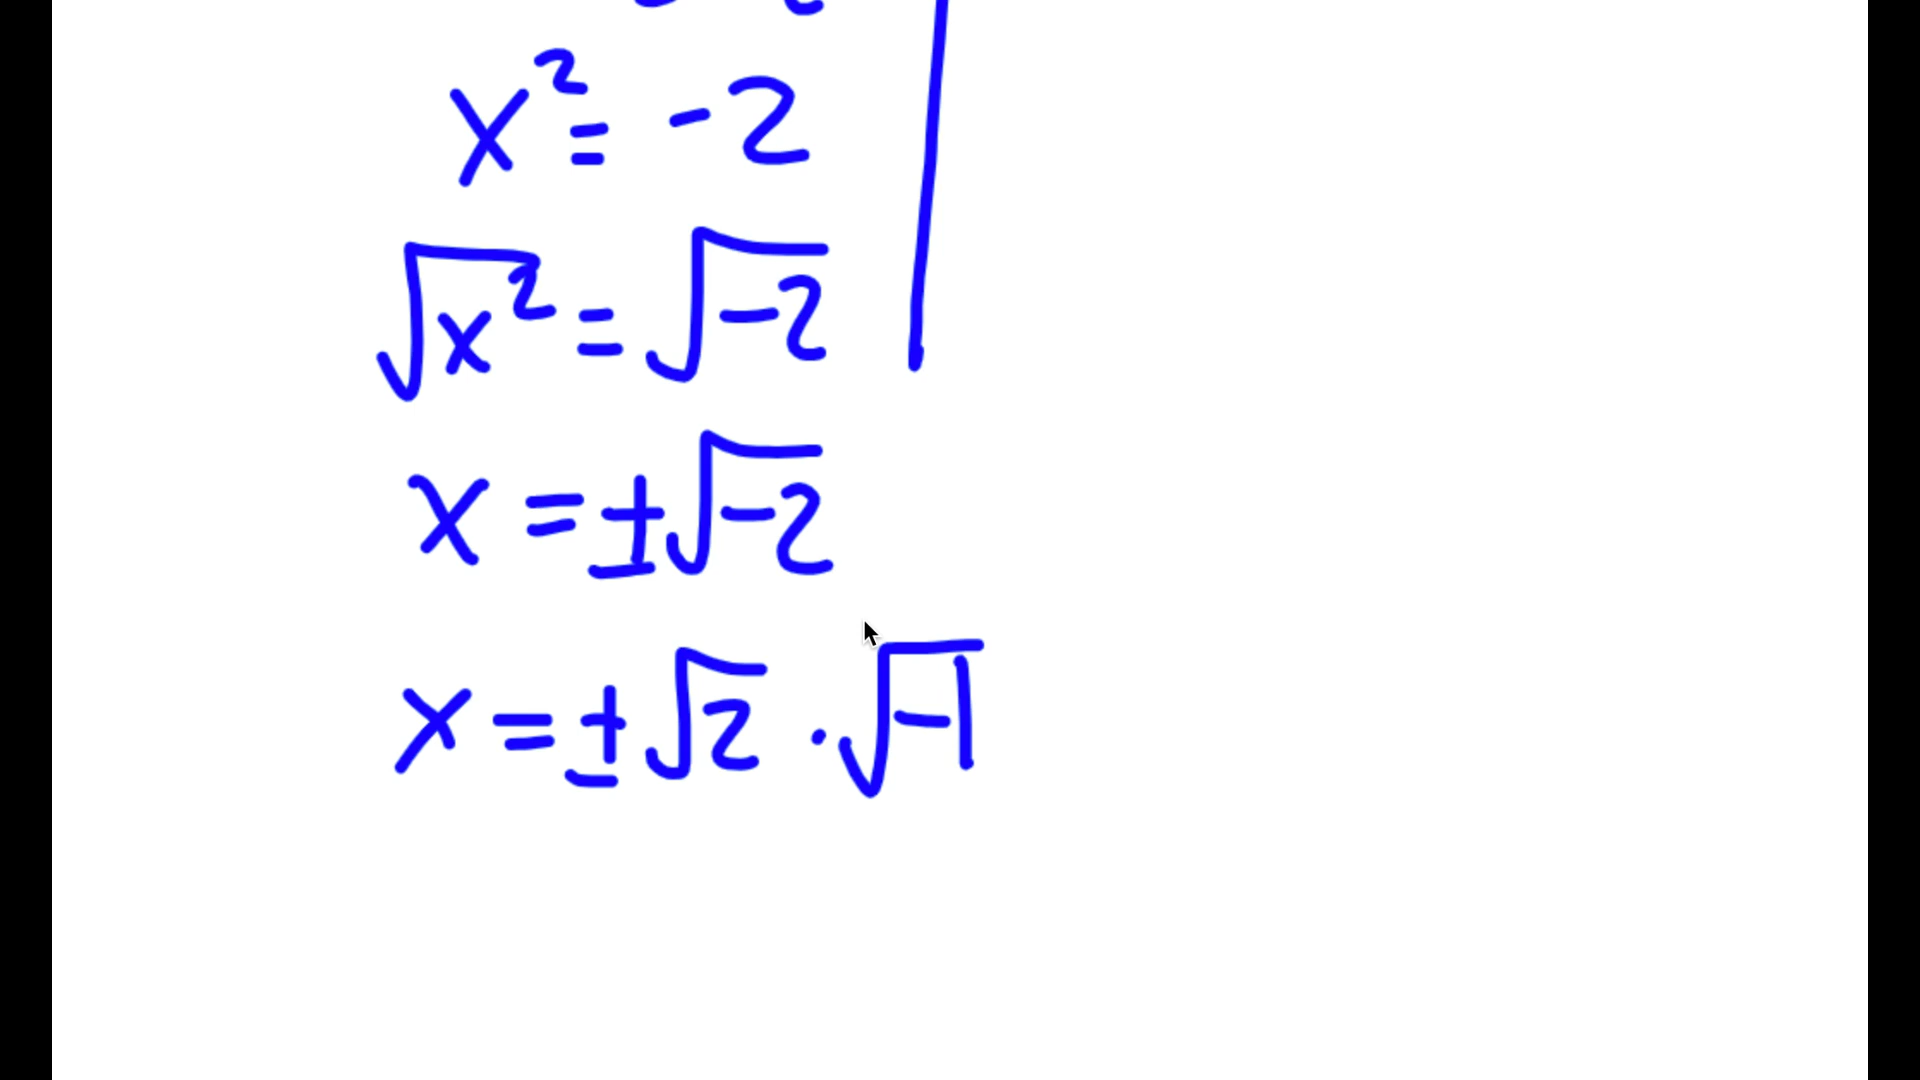 x² = -2
√x² = √-2
x = ±√-2
x = ±√2 · √-1